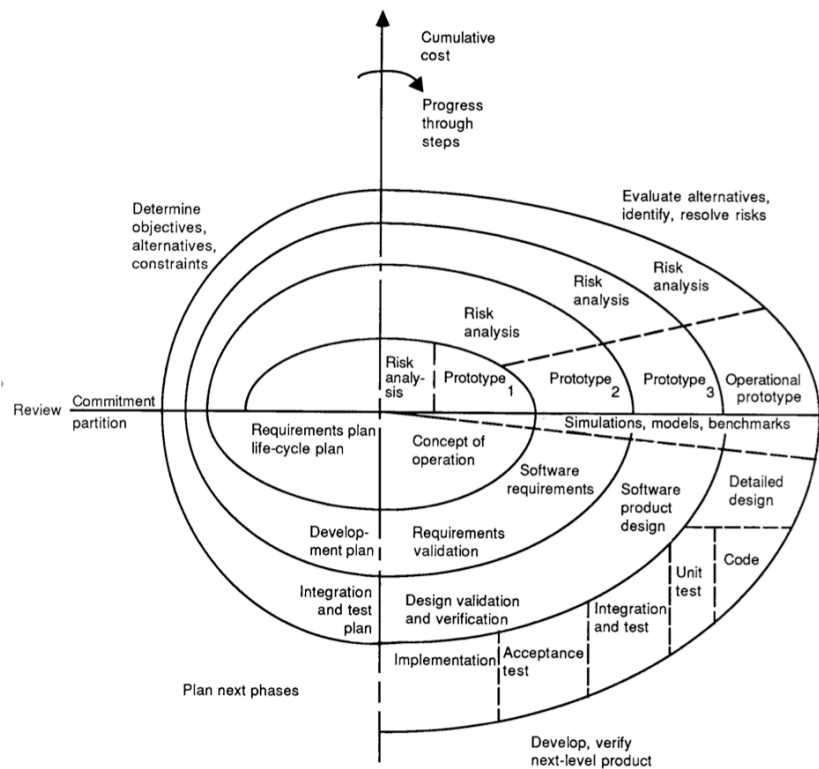 Cumulative
cost
Progress
through
steps
Evaluate alternatives,
identify, resolve risks
Determine
objectives,
alternatives,
constraints
Risk
analysis
Risk
analysis
Risk
analysis
Risk
analy-
sis
Prototype 1
Prototype 2
Prototype 3
Operational
prototype
Review
Commitment
partition
Simulations, models, benchmarks
Requirements plan
life-cycle plan
Concept of
operation
Software
requirements
Software
product
design
Detailed
design
Develop-
ment plan
Requirements
validation
Code
Unit
test
Integration
and test
plan
Design validation
and verification
Integration
and test
Acceptance
test
Implementation
Plan next phases
Develop, verify
next-level product